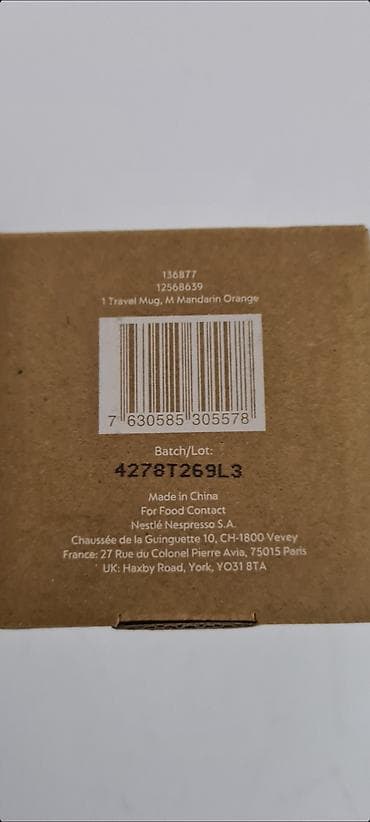 136877
12568639
1 Travel Mug, M Mandarin Orange
7 630585 305578
Batch/Lot:
4278T269L3
Made in China
For Food Contact
Nestlé Nespresso S.A.
Chaussée de la Guinguette 10, CH-1800 Vevey
France: 27 Rue du Colonel Pierre Avia, 75015 Paris
UK: Haxby Road, York, YO31 8TA